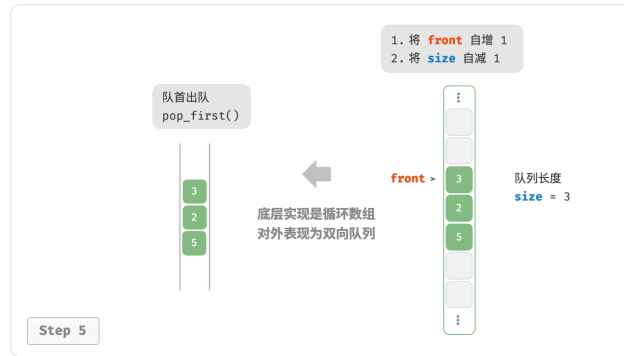 1. 将 front 自增 1
2. 将 size 自减 1
队首出队
pop_first()
3
2
5
底层实现是循环数组
对外表现为双向队列
front ➤
3
2
5
队列长度
size = 3
Step 5